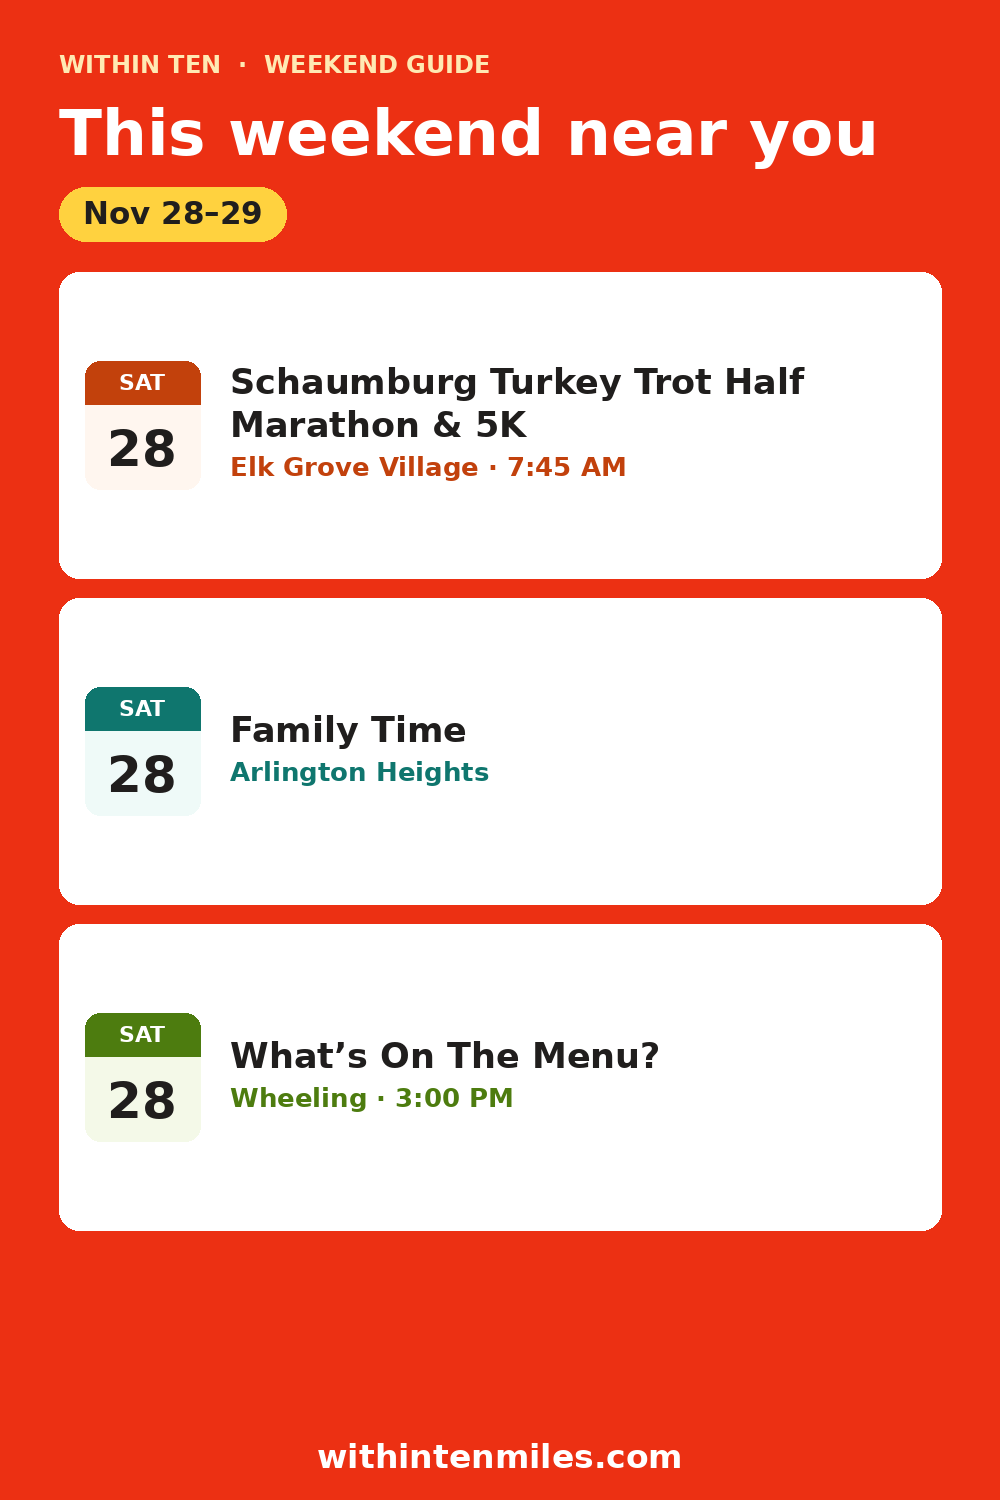 WITHIN TEN · WEEKEND GUIDE
This weekend near you
Nov 28–29
SAT
28
Schaumburg Turkey Trot Half
Marathon & 5K
Elk Grove Village · 7:45 AM
SAT
28
Family Time
Arlington Heights
SAT
28
What’s On The Menu?
Wheeling · 3:00 PM
withintenmiles.com